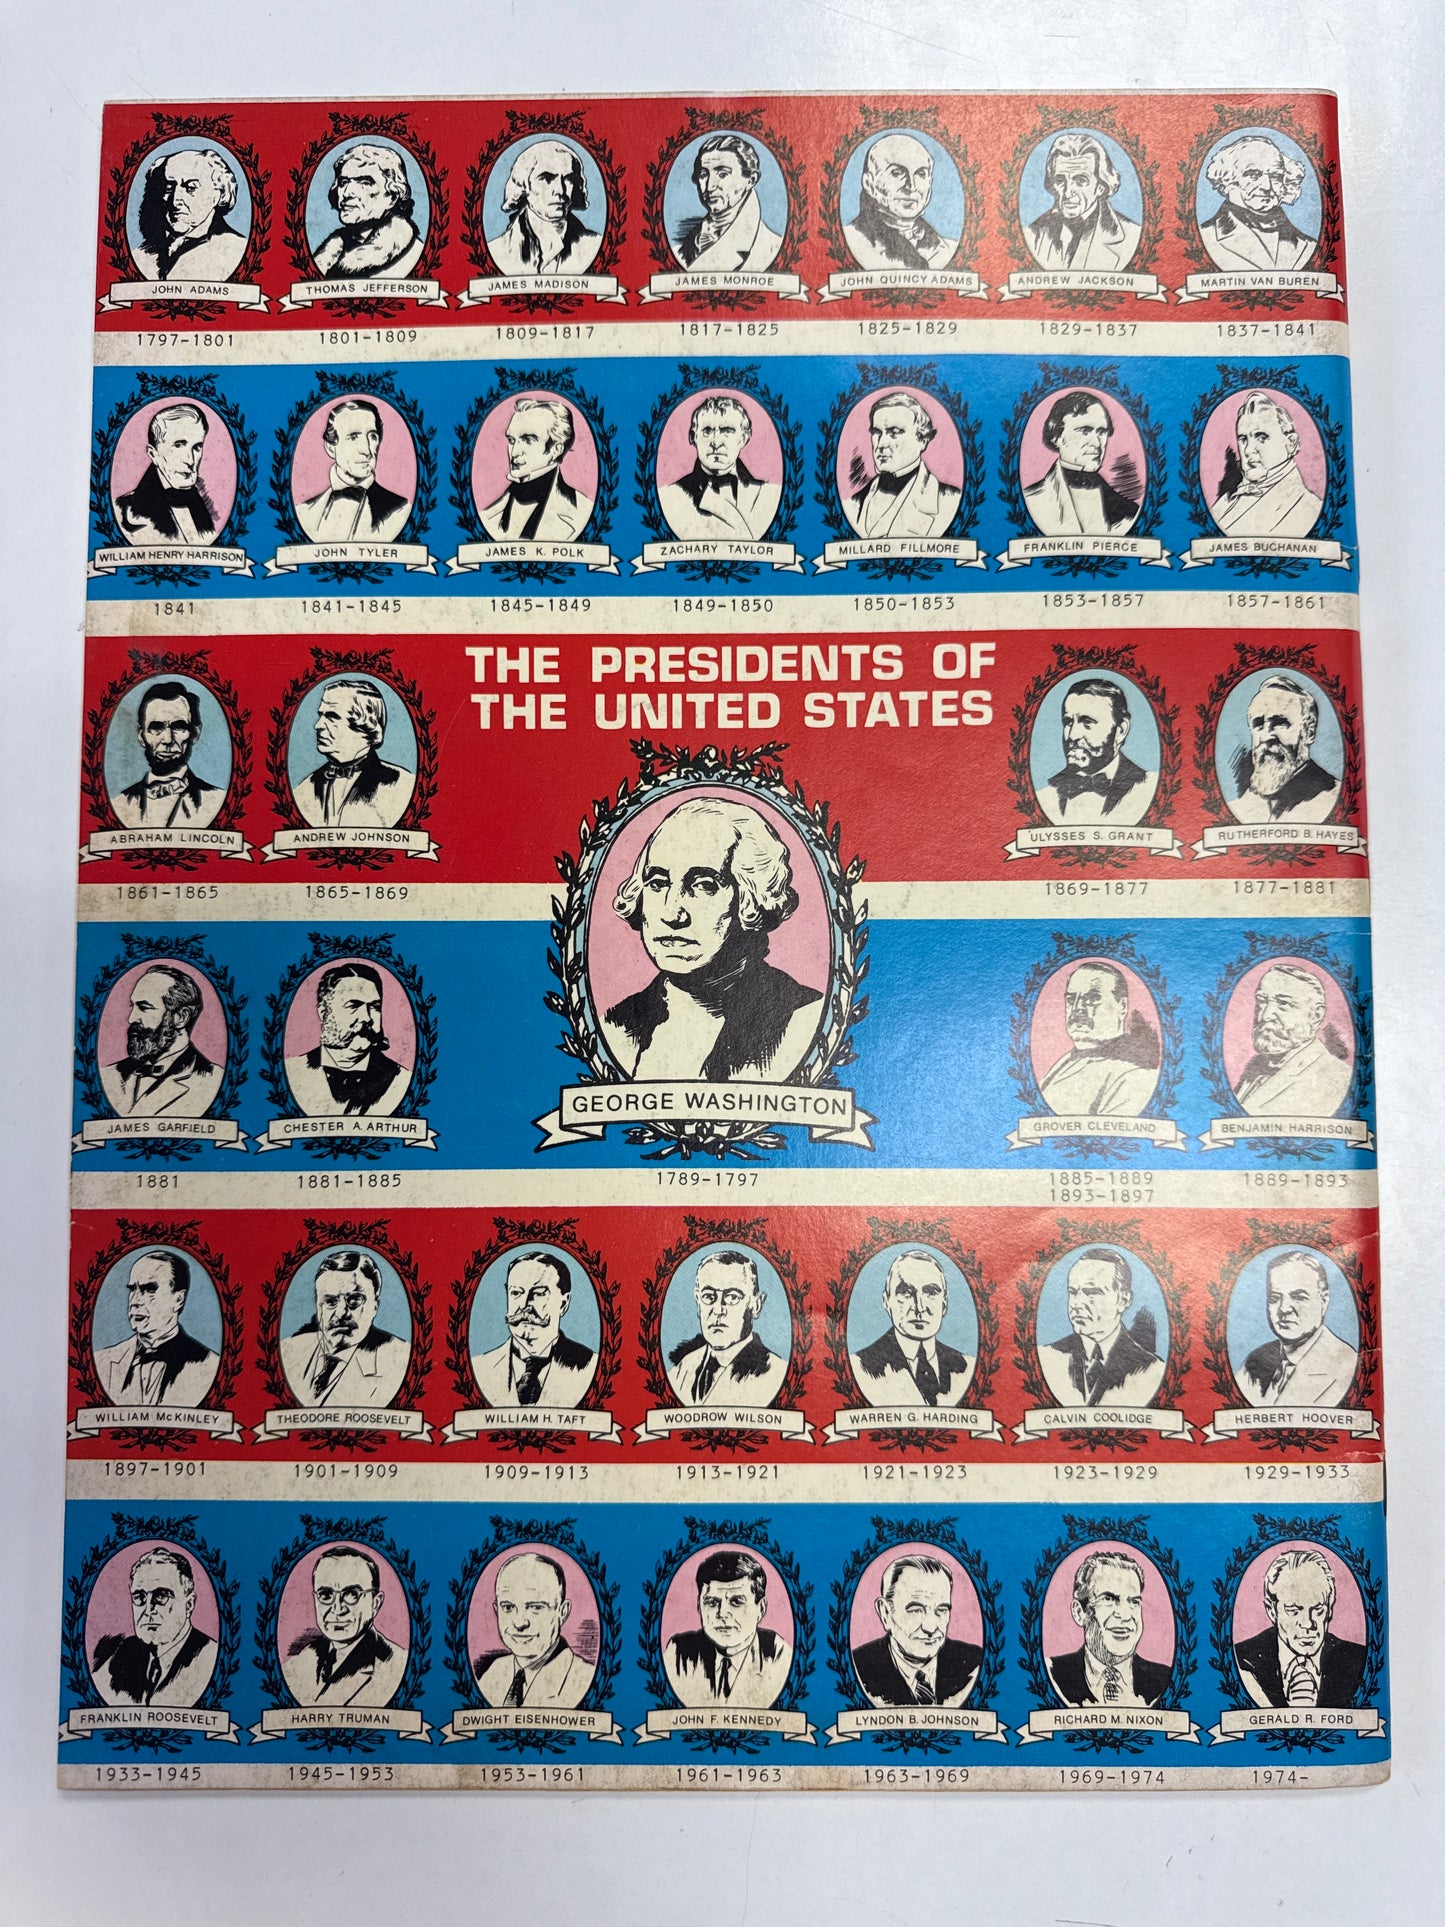 JOHN ADAMS
THOMAS JEFFERSON
JAMES MADISON
JAMES MONROE
JOHN QUINCY ADAMS
ANDREW JACKSON
MARTIN VAN BUREN
1797-1801
1801-1809
1809-1817
1817-1825
1825-1829
1829-1837
1837-1841
WILLIAM HENRY HARRISON
JOHN TYLER
JAMES K. POLK
ZACHARY TAYLOR
MILLARD FILLMORE
FRANKLIN PIERCE
JAMES BUCHANAN
1841
1841-1845
1845-1849
1849-1850
1850-1853
1853-1857
1857-1861
THE PRESIDENTS OF
THE UNITED STATES
ABRAHAM LINCOLN
ANDREW JOHNSON
ULYSSES S. GRANT
RUTHERFORD B. HAYES
1861-1865
1865-1869
1869-1877
1877-1881
JAMES GARFIELD
CHESTER A. ARTHUR
GEORGE WASHINGTON
GROVER CLEVELAND
BENJAMIN HARRISON
1881
1881-1885
1789-1797
1885-1889
1893-1897
1889-1893
WILLIAM McKINLEY
THEODORE ROOSEVELT
WILLIAM H. TAFT
WOODROW WILSON
WARREN G. HARDING
CALVIN COOLIDGE
HERBERT HOOVER
1897-1901
1901-1909
1909-1913
1913-1921
1921-1923
1923-1929
1929-1933
FRANKLIN ROOSEVELT
HARRY TRUMAN
DWIGHT EISENHOWER
JOHN F. KENNEDY
LYNDON B. JOHNSON
RICHARD M. NIXON
GERALD R. FORD
1933-1945
1945-1953
1953-1961
1961-1963
1963-1969
1969-1974
1974-